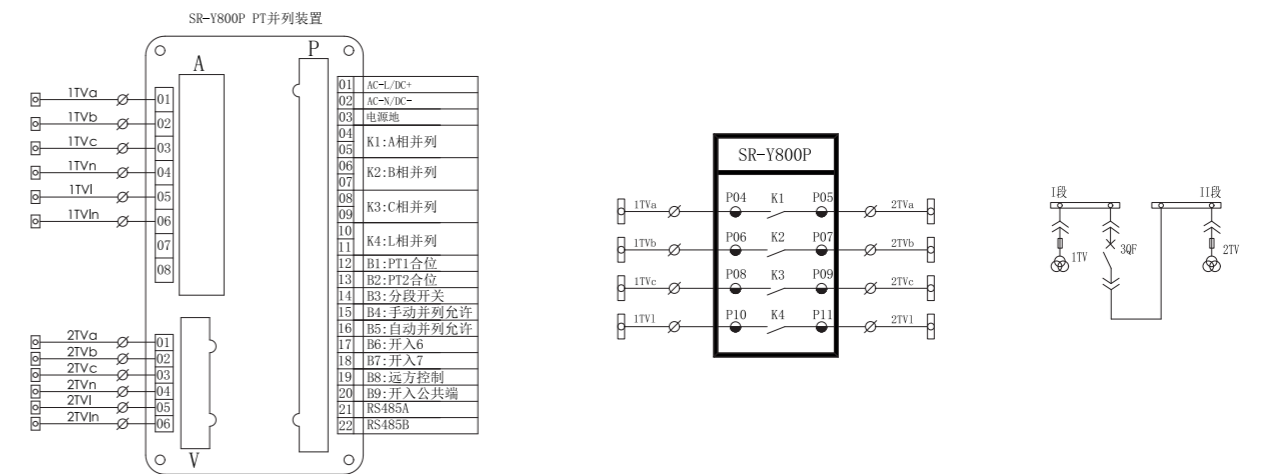 SR-Y800P PT并列装置
A
P
1TVa
01
1TVb
02
1TVc
03
1TVn
04
1TVl
05
1TVln
06
07
08
2TVa
01
2TVb
02
2TVc
03
2TVn
04
2TVl
05
2TVln
06
V
01 AC-L/DC+
02 AC-N/DC-
03 电源地
04
05
K1:A相并列
06
07
K2:B相并列
08
09
K3:C相并列
10
11
K4:L相并列
12 B1:PT1合位
13 B2:PT2合位
14 B3:分段开关
15 B4:手动并列允许
16 B5:自动并列允许
17 B6:开入6
18 B7:开入7
19 B8:远方控制
20 B9:开入公共端
21 RS485A
22 RS485B
SR-Y800P
1TVa P04 K1 P05 2TVa
1TVb P06 K2 P07 2TVb
1TVc P08 K3 P09 2TVc
1TVl P10 K4 P11 2TVl
I段
II段
1TV
3QF
2TV